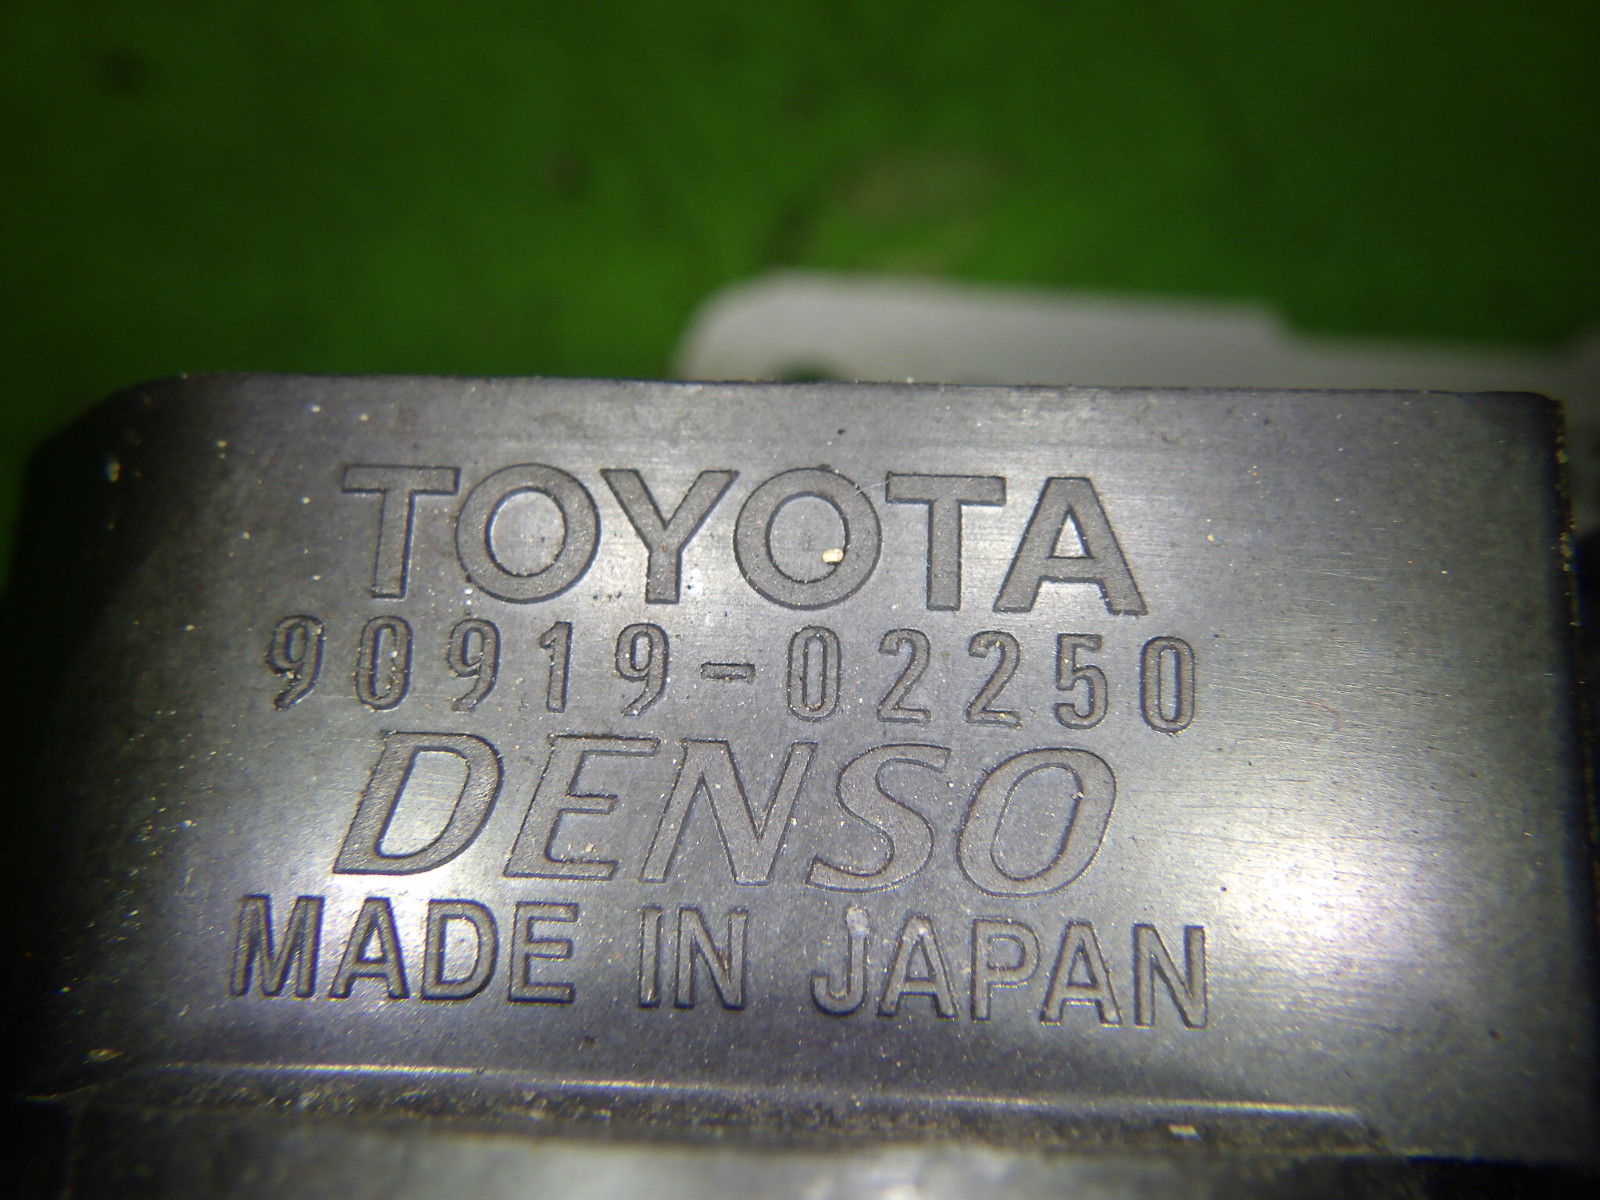 TOYOTA
90919-02250
DENSO
MADE IN JAPAN